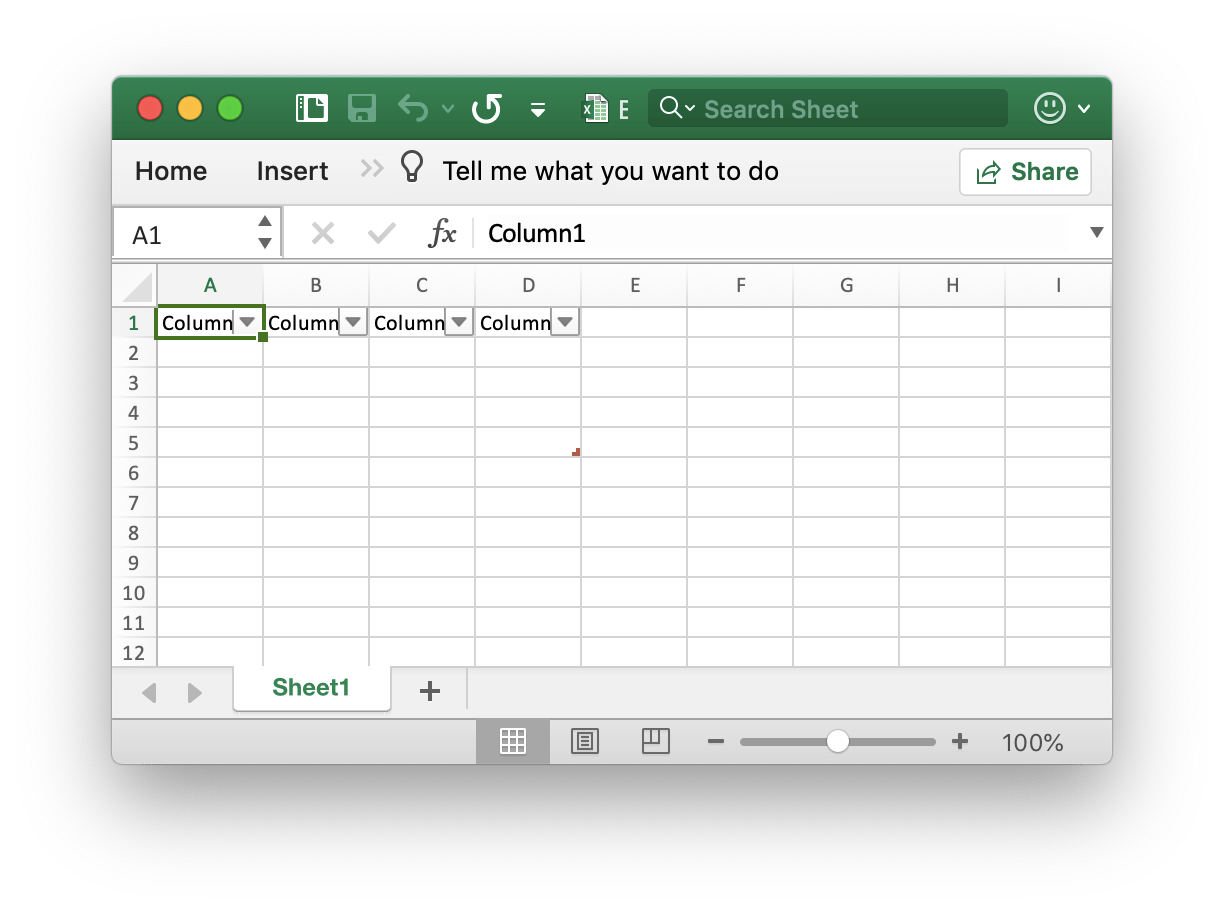 E Search Sheet
Home Insert Tell me what you want to do Share
A1 fx Column1
A B C D E F G H I
1 Column Column Column Column
2
3
4
5
6
7
8
9
10
11
12
Sheet1
100%